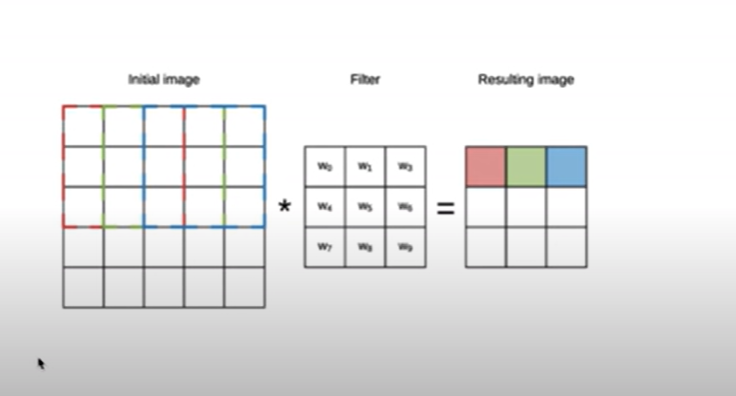 Initial image
Filter
Resulting image
w₀ w₁ w₃
*
w₄ w₅ w₆
=
w₇ w₈ w₉